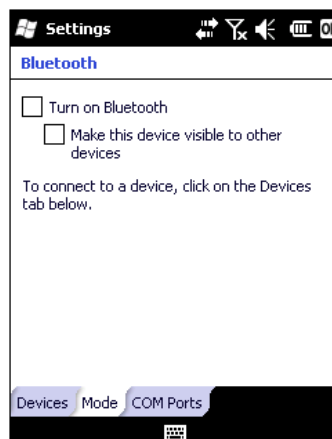 Settings
Bluetooth
Turn on Bluetooth
Make this device visible to other
devices
To connect to a device, click on the Devices
tab below.
Devices Mode COM Ports